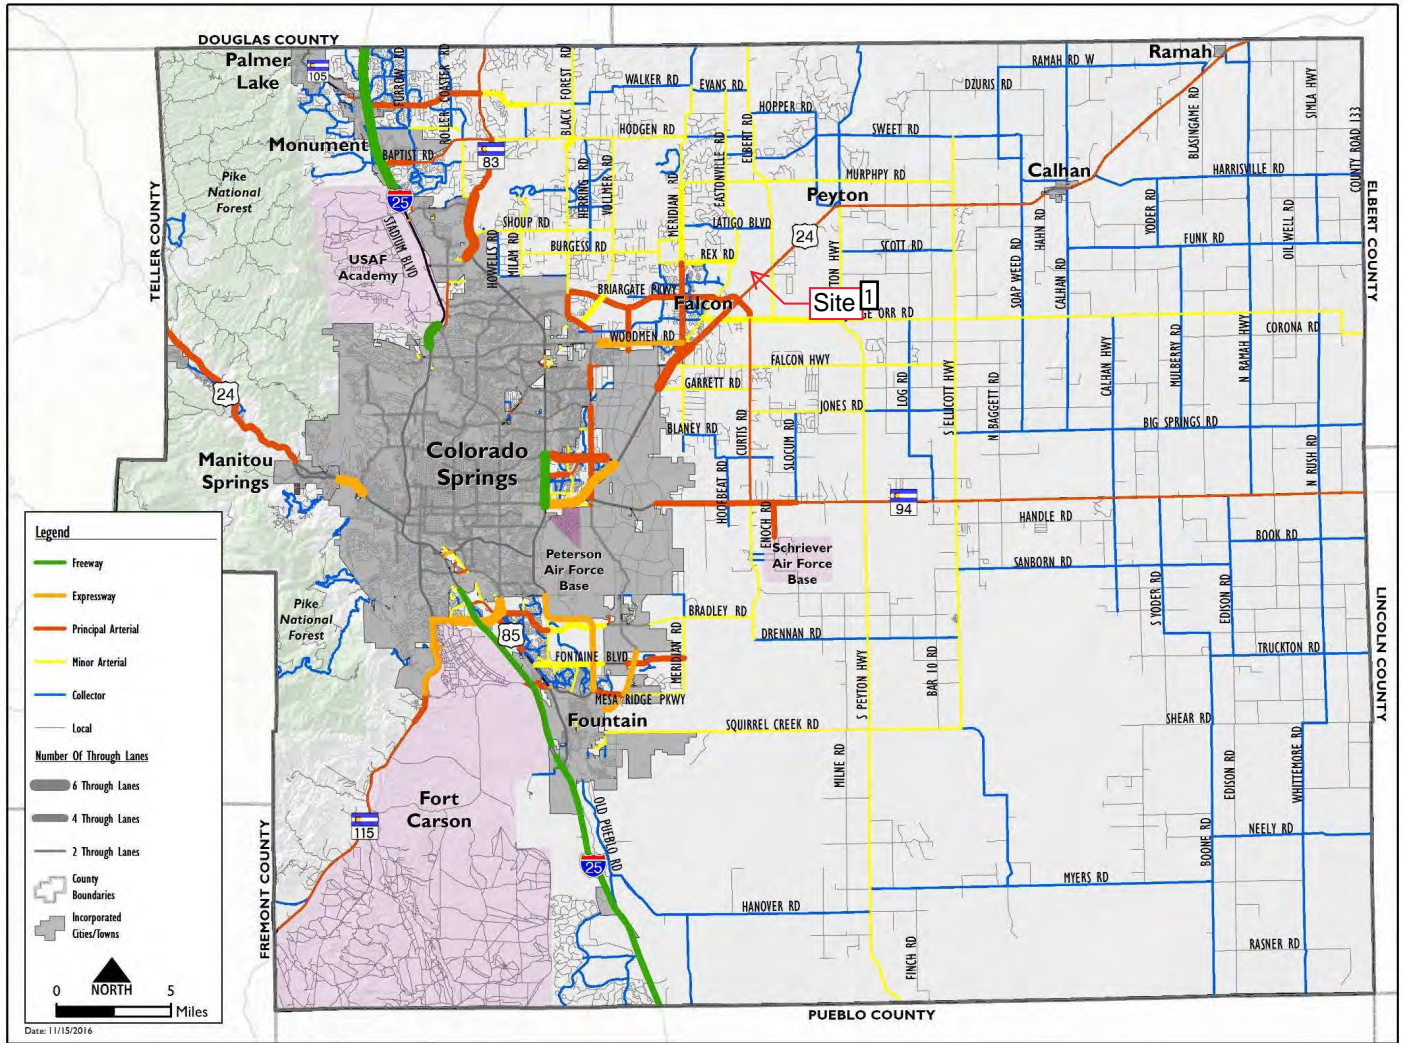 DOUGLAS COUNTY
Palmer
Lake
105
FURROW RD
ROLLER COASTER RD
83
BLACK FOREST RD
WALKER RD
EVANS RD
HOPPER RD
DZURIS RD
RAMAH RD W
Ramah
BLASINGAME RD
SIMLA HWY
COUNTY ROAD 133
Monument
BAPTIST RD
HODGEN RD
SWEET RD
ELBERT RD
EASTONVILLE RD
MERIDIAN RD
HERRING RD
VOLLMER RD
MURPHPY RD
Calhan
HARRISVILLE RD
Pike
National
Forest
TELLER COUNTY
25
STADIUM BLVD
USAF
Academy
SHOUP RD
BURGESS RD
HOWELLS RD
MILAM RD
LATIGO BLVD
REX RD
Peyton
24
SCOTT RD
TON HWY
HAHN RD
SOAP WEED RD
CALHAN RD
YODER RD
FUNK RD
OIL WELL RD
ELBERT COUNTY
BRIARGATE PKWY
Falcon
Site 1
GE ORR RD
WOODMEN RD
CORONA RD
24
FALCON HWY
GARRETT RD
JONES RD
LOG RD
S ELLICOTT HWY
N BAGGETT RD
CALHAN HWY
MULBERRY RD
N RAMAH HWY
BLANEY RD
CURTIS RD
SLOCUM RD
BIG SPRINGS RD
N RUSH RD
Manitou
Springs
Colorado
Springs
HOOFBEAT RD
ENOCH RD
94
HANDLE RD
BOOK RD
Peterson
Air Force
Base
Schriever
Air Force
Base
SANBORN RD
S YODER RD
EDISON RD
Pike
National
Forest
85
BRADLEY RD
DRENNAN RD
FONTAINE BLVD
MERIDIAN RD
S PEYTON HWY
BAR 10 RD
TRUCKTON RD
LINCOLN COUNTY
MESA RIDGE PKWY
Fountain
SQUIRREL CREEK RD
SHEAR RD
MILNE RD
EDISON RD
WHITTEMORE RD
Fort
Carson
115
FREMONT COUNTY
OLD PUEBLO RD
25
BOONE RD
NEELY RD
MYERS RD
HANOVER RD
FINCH RD
RASNER RD
PUEBLO COUNTY
Legend
Freeway
Expressway
Principal Arterial
Minor Arterial
Collector
Local
Number Of Through Lanes
6 Through Lanes
4 Through Lanes
2 Through Lanes
County
Boundaries
Incorporated
Cities/Towns
NORTH
0 5
Miles
Date: 11/15/2016